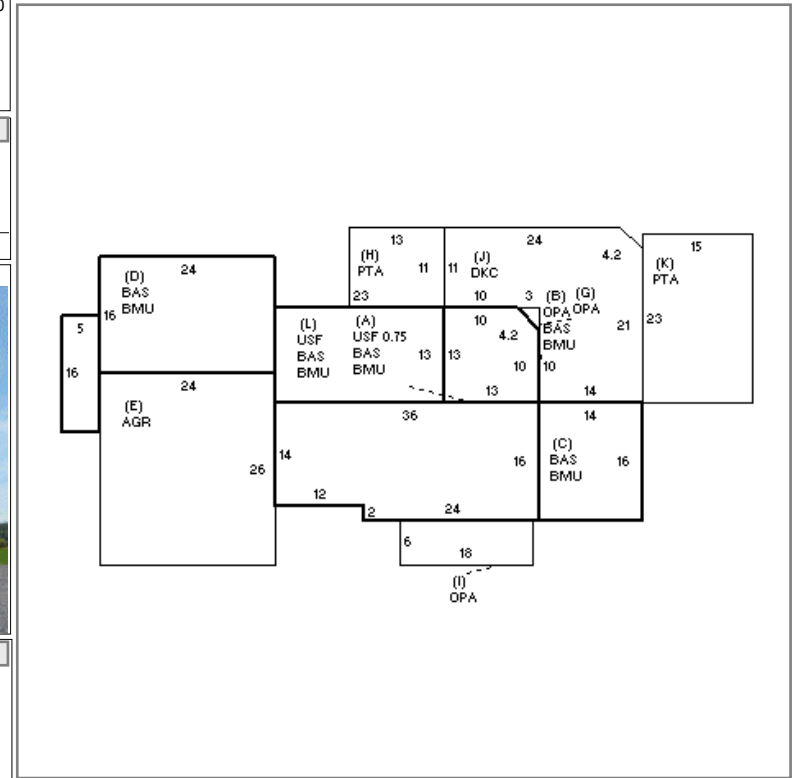 13
24
4.2
15
(H)
PTA
11
11
(J)
DKC
(K)
PTA
24
(D)
BAS
BMU
23
10
3
(B)
OPA
BAS
BMU
(G)
OPA
21
23
16
5
(L)
USF
BAS
BMU
(A)
USF 0.75
BAS
BMU
13
13
10
4.2
10
10
16
24
13
14
(E)
AGR
36
14
14
26
16
(C)
BAS
BMU
16
12
2
24
6
18
(I)
OPA